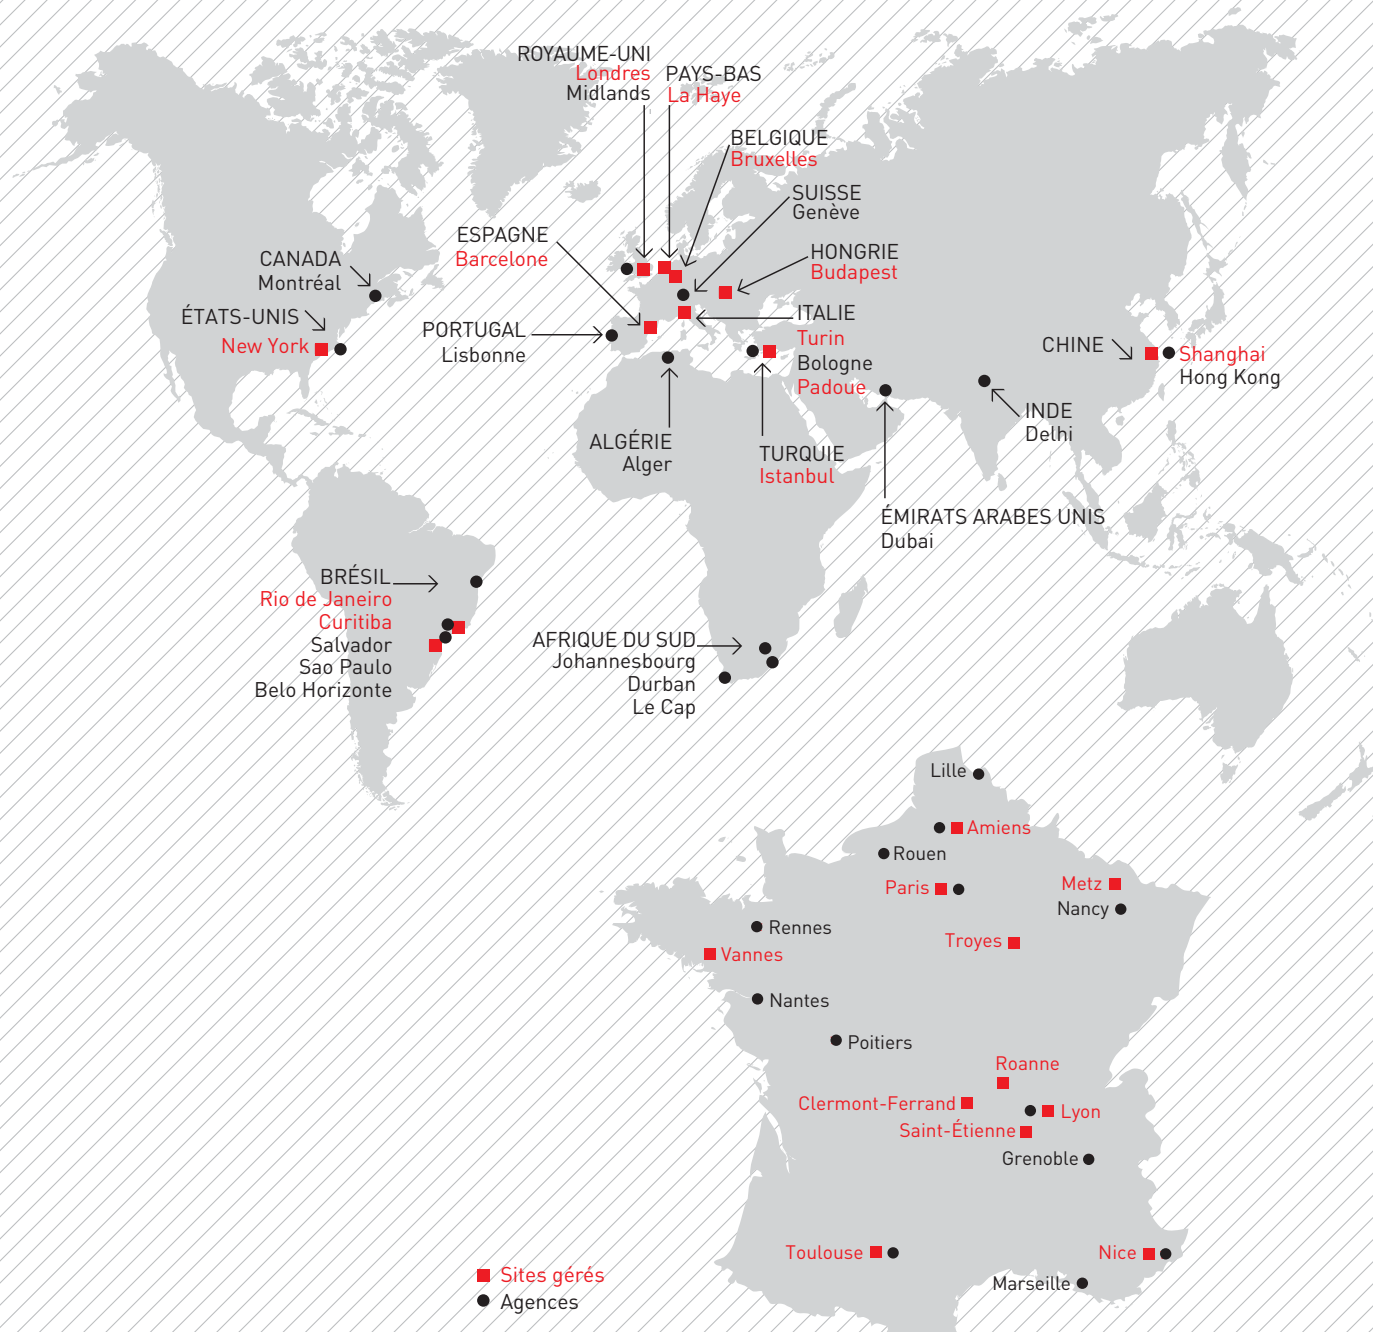 ROYAUME-UNI
Londres
Midlands
PAYS-BAS
La Haye
BELGIQUE
Bruxelles
SUISSE
Genève
ESPAGNE
Barcelone
HONGRIE
Budapest
CANADA
Montréal
ÉTATS-UNIS
New York
PORTUGAL
Lisbonne
ITALIE
Turin
Bologne
Padoue
CHINE
Shanghai
Hong Kong
INDE
Delhi
ALGÉRIE
Alger
TURQUIE
Istanbul
ÉMIRATS ARABES UNIS
Dubai
BRÉSIL
Rio de Janeiro
Curitiba
Salvador
Sao Paulo
Belo Horizonte
AFRIQUE DU SUD
Johannesbourg
Durban
Le Cap
Lille
Amiens
Rouen
Paris
Metz
Nancy
Rennes
Troyes
Vannes
Nantes
Poitiers
Roanne
Clermont-Ferrand
Lyon
Saint-Étienne
Grenoble
Toulouse
Nice
Marseille
Sites gérés
Agences